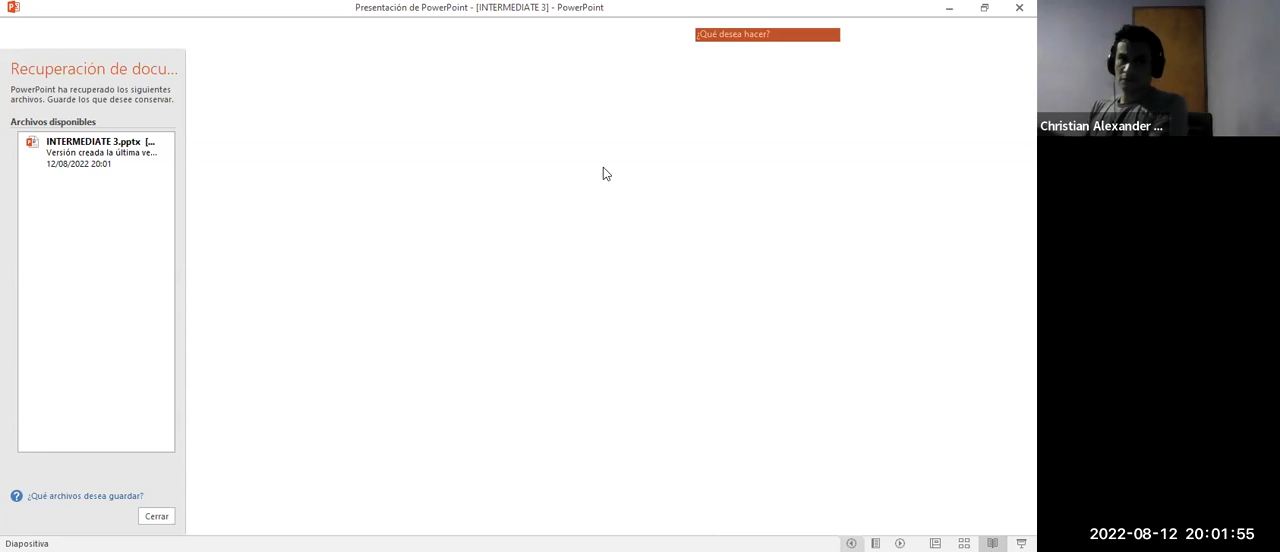 Presentación de PowerPoint - [INTERMEDIATE 3] - PowerPoint
¿Qué desea hacer?
Recuperación de docu...
PowerPoint ha recuperado los siguientes
archivos. Guarde los que desee conservar.
Archivos disponibles
INTERMEDIATE 3.pptx [...
Versión creada la última ve...
12/08/2022 20:01
¿Qué archivos desea guardar?
Cerrar
Diapositiva
Christian Alexander ...
2022-08-12 20:01:55